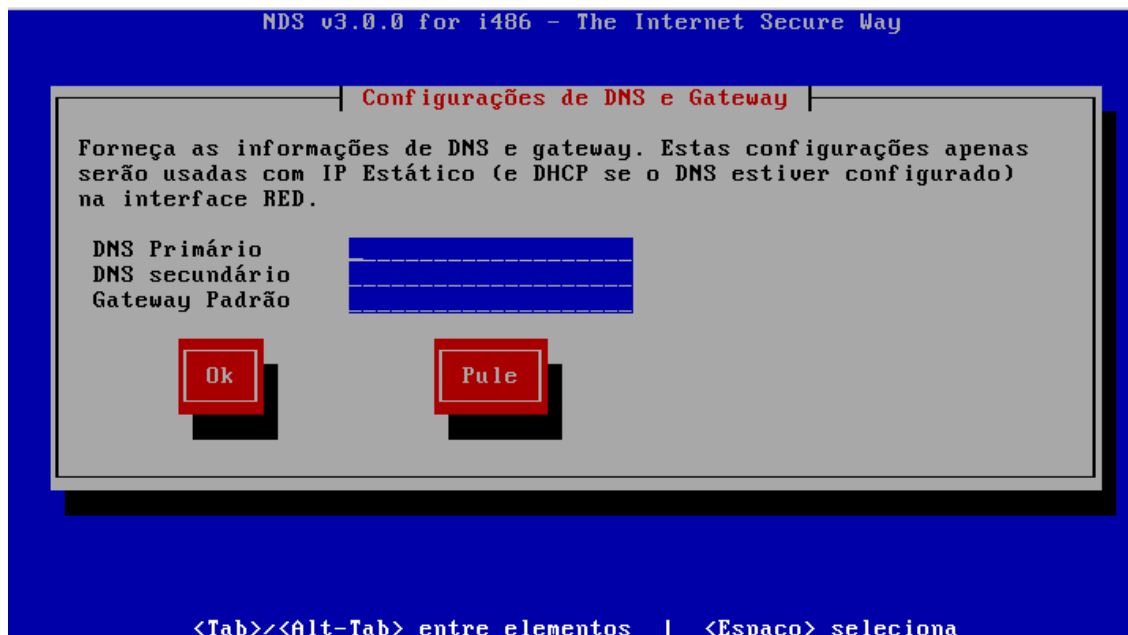 NDS v3.0.0 for i486 - The Internet Secure Way
Configurações de DNS e Gateway
Forneça as informações de DNS e gateway. Estas configurações apenas
serão usadas com IP Estático (e DHCP se o DNS estiver configurado)
na interface RED.
DNS Primário
DNS secundário
Gateway Padrão
Ok Pule
<Tab>/<Alt-Tab> entre elementos | <Espaco> seleciona